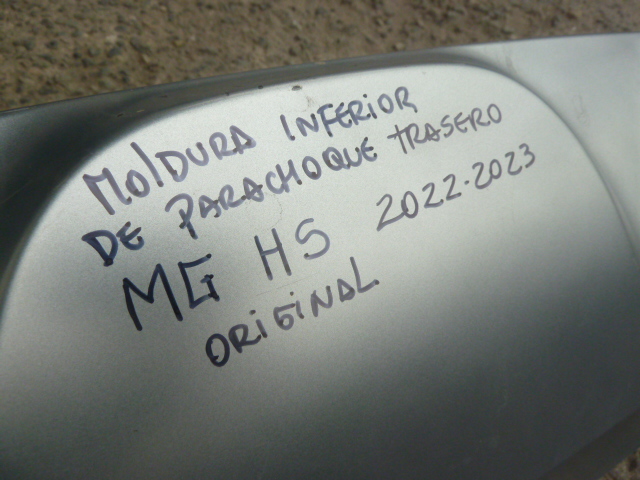 MOLDURA INFERIOR
DE PARACHOQUE TRASERO
MG HS 2022-2023
ORIGINAL